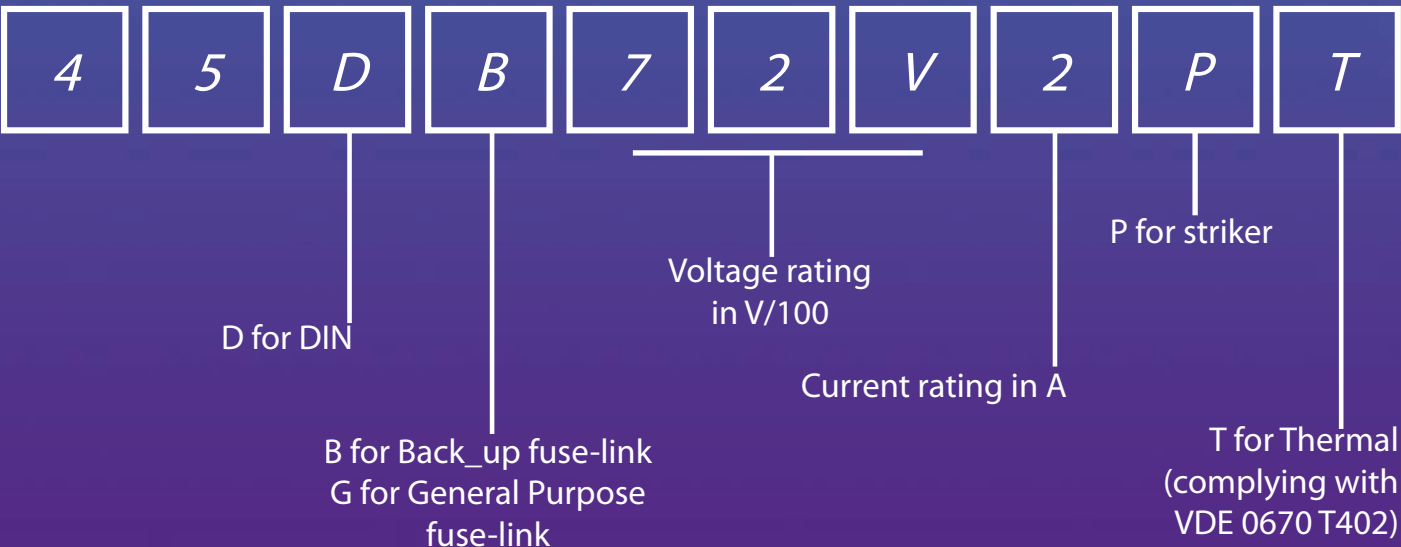 4 5 D B 7 2 V 2 P T
P for striker
Voltage rating
in V/100
D for DIN
Current rating in A
B for Back_up fuse-link
G for General Purpose
fuse-link
T for Thermal
(complying with
VDE 0670 T402)